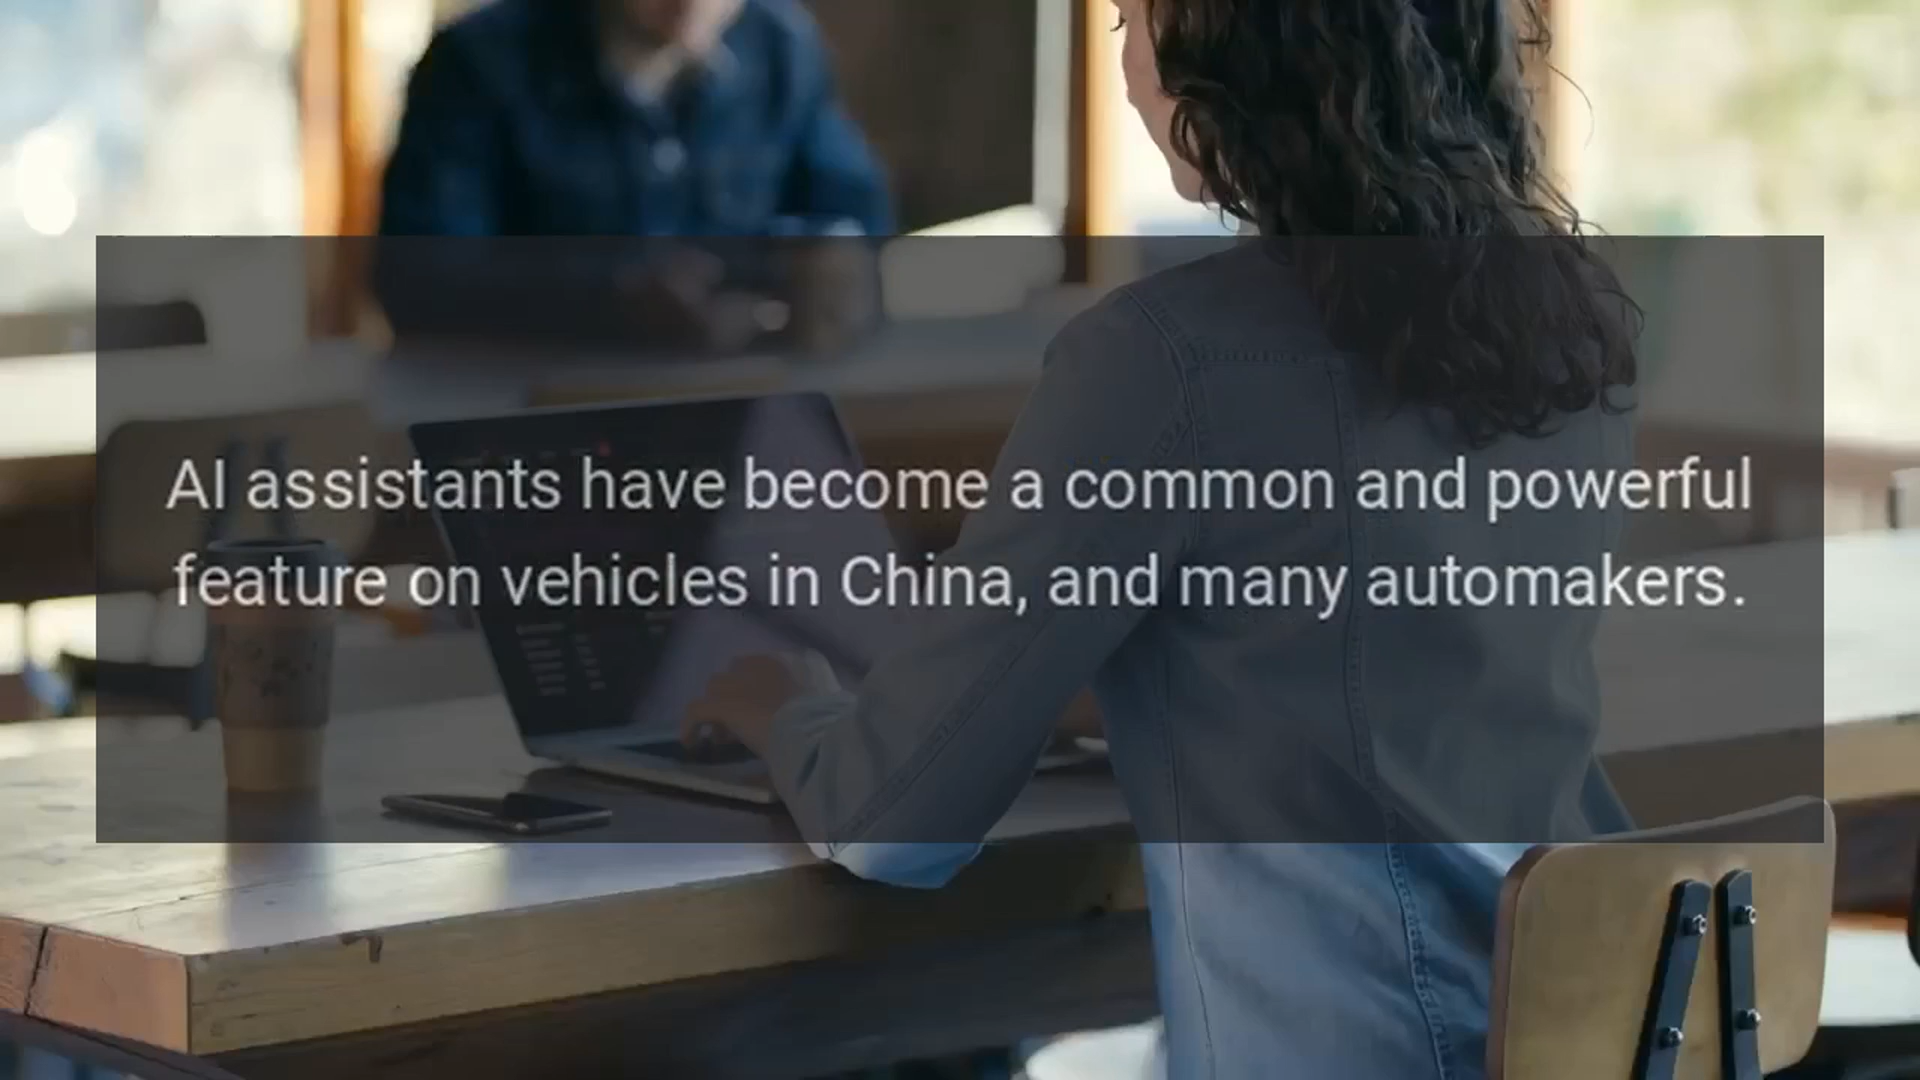 AI assistants have become a common and powerful
feature on vehicles in China, and many automakers.